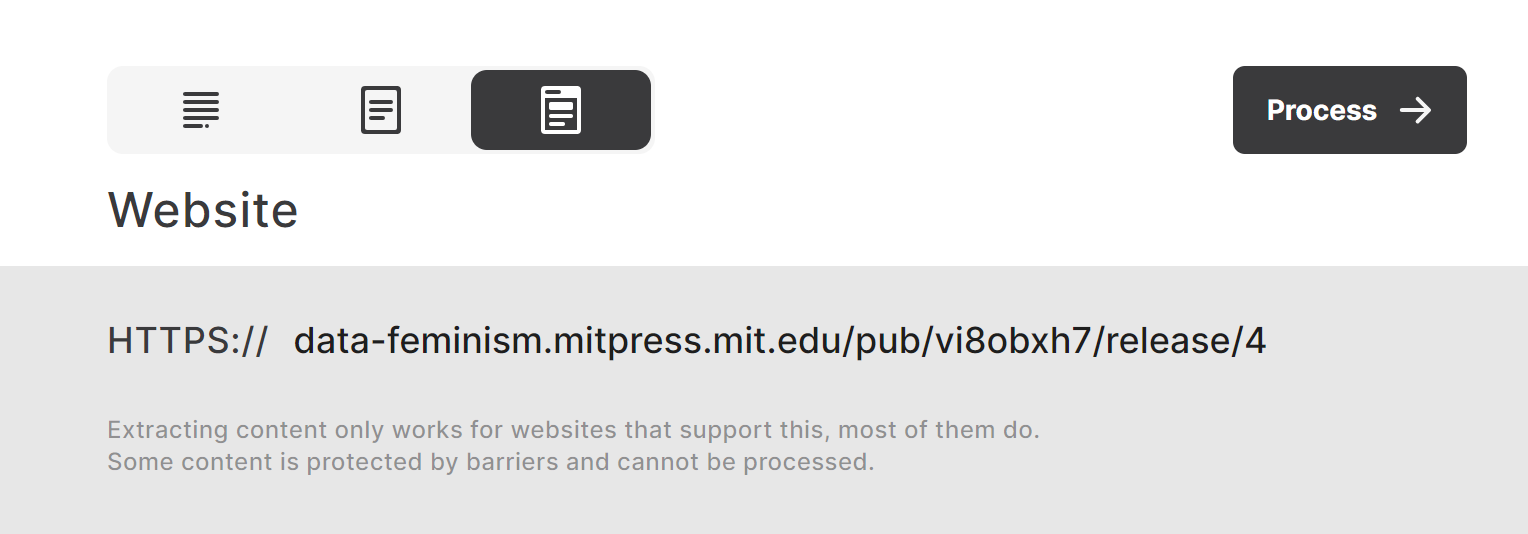 Process
Website
HTTPS:// data-feminism.mitpress.mit.edu/pub/vi8obxh7/release/4
Extracting content only works for websites that support this, most of them do.
Some content is protected by barriers and cannot be processed.